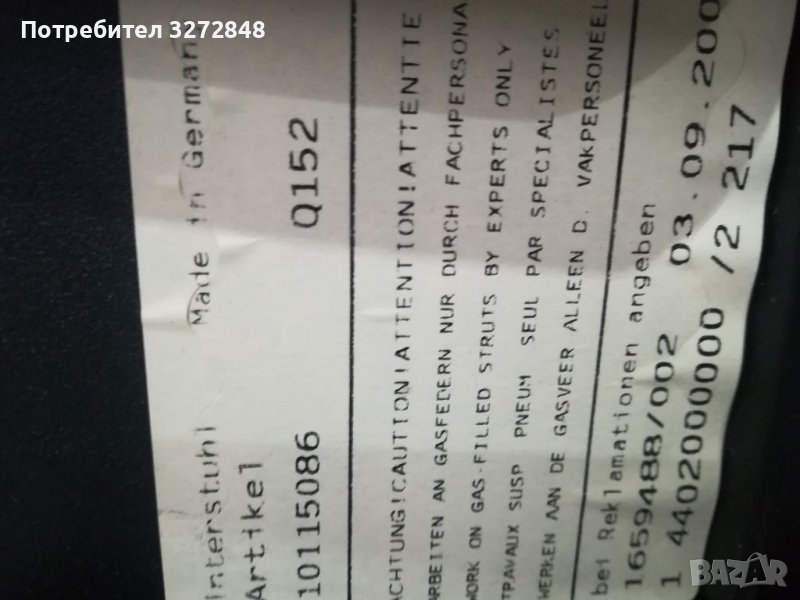 Потребител 3272848
interstuhl Made in German
Artikel
10115086 Q152
ACHTUNG!CAUTION!ATTENTION!ATTENTIE
ARBEITEN AN GASFEDERN NUR DURCH FACHPERSONA
WORK ON GAS-FILLED STRUTS BY EXPERTS ONLY
TRAVAUX SUSP PNEUM SEUL PAR SPECIALISTES
WERKEN AAN DE GASVEER ALLEEN D. VAKPERSONEEL
bei Reklamationen angeben
1659488/002 03.09.200
1 4402000000 /2 217
BAZAR